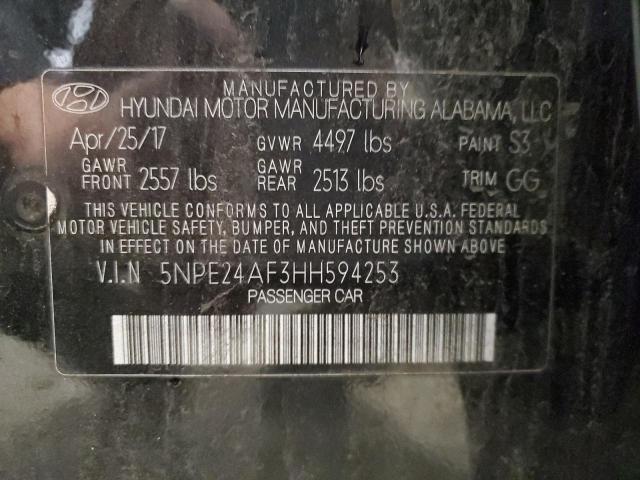 MANUFACTURED BY
HYUNDAI MOTOR MANUFACTURING ALABAMA, LLC
Apr/25/17 GVWR 4497 lbs PAINT S3
GAWR FRONT 2557 lbs GAWR REAR 2513 lbs TRIM GG
THIS VEHICLE CONFORMS TO ALL APPLICABLE U.S.A. FEDERAL
MOTOR VEHICLE SAFETY, BUMPER, AND THEFT PREVENTION STANDARDS
IN EFFECT ON THE DATE OF MANUFACTURE SHOWN ABOVE.
V.I.N 5NPE24AF3HH594253
PASSENGER CAR